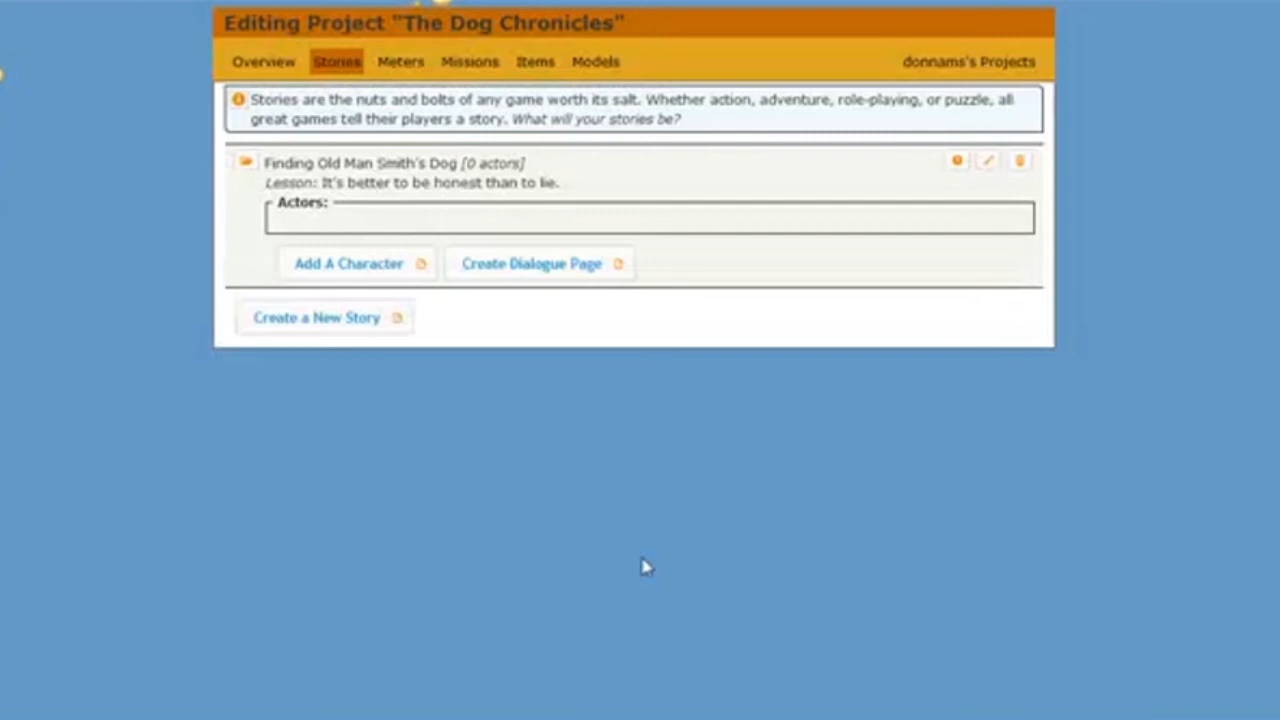 Editing Project "The Dog Chronicles"
Overview Stories Meters Missions Items Models donnams's Projects
Stories are the nuts and bolts of any game worth its salt. Whether action, adventure, role-playing, or puzzle, all
great games tell their players a story. What will your stories be?
Finding Old Man Smith's Dog [0 actors]
Lesson: It's better to be honest than to lie.
Actors:
Add A Character Create Dialogue Page
Create a New Story